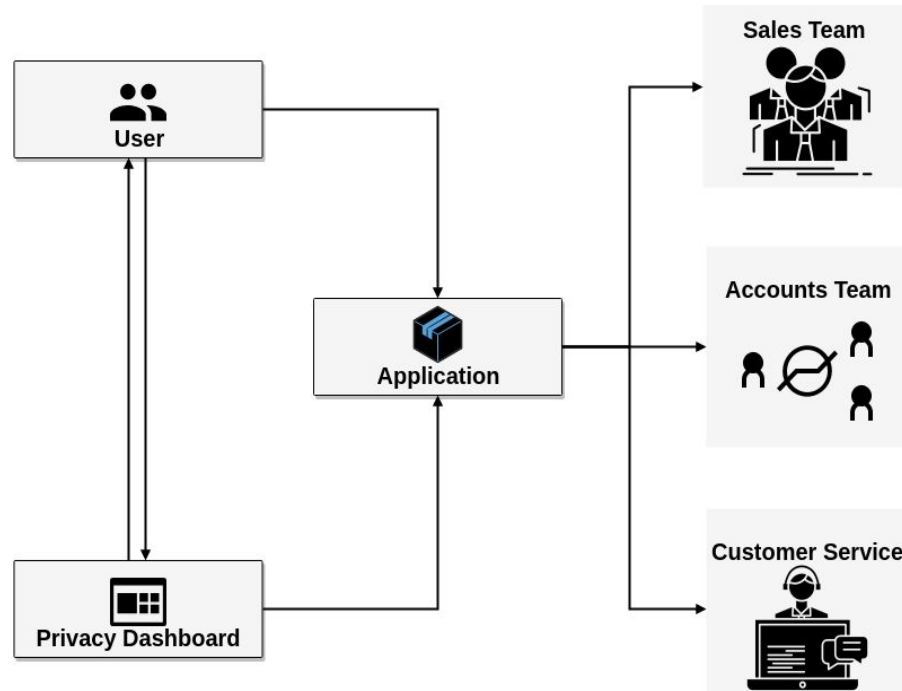 Sales Team
User
Accounts Team
Application
Customer Service
Privacy Dashboard